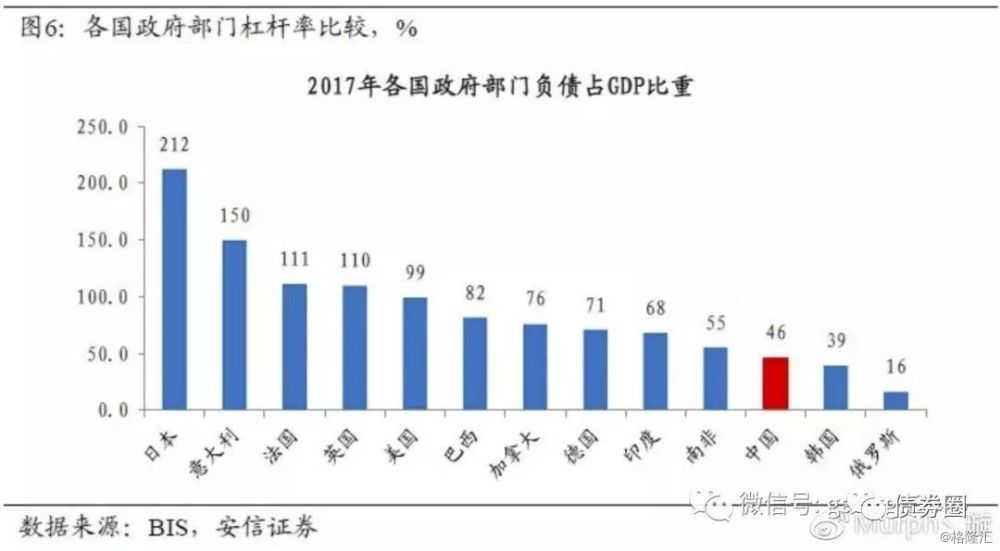 图6：各国政府部门杠杆率比较，%
2017年各国政府部门负债占GDP比重
250.0
200.0
150.0
100.0
50.0
0.0
212
150
111
110
99
82
76
71
68
55
46
39
16
日本
意大利
法国
英国
美国
巴西
加拿大
德国
印度
南非
中国
韩国
俄罗斯
数据来源：BIS，安信证券
微信号:
债券圈
@格隆汇